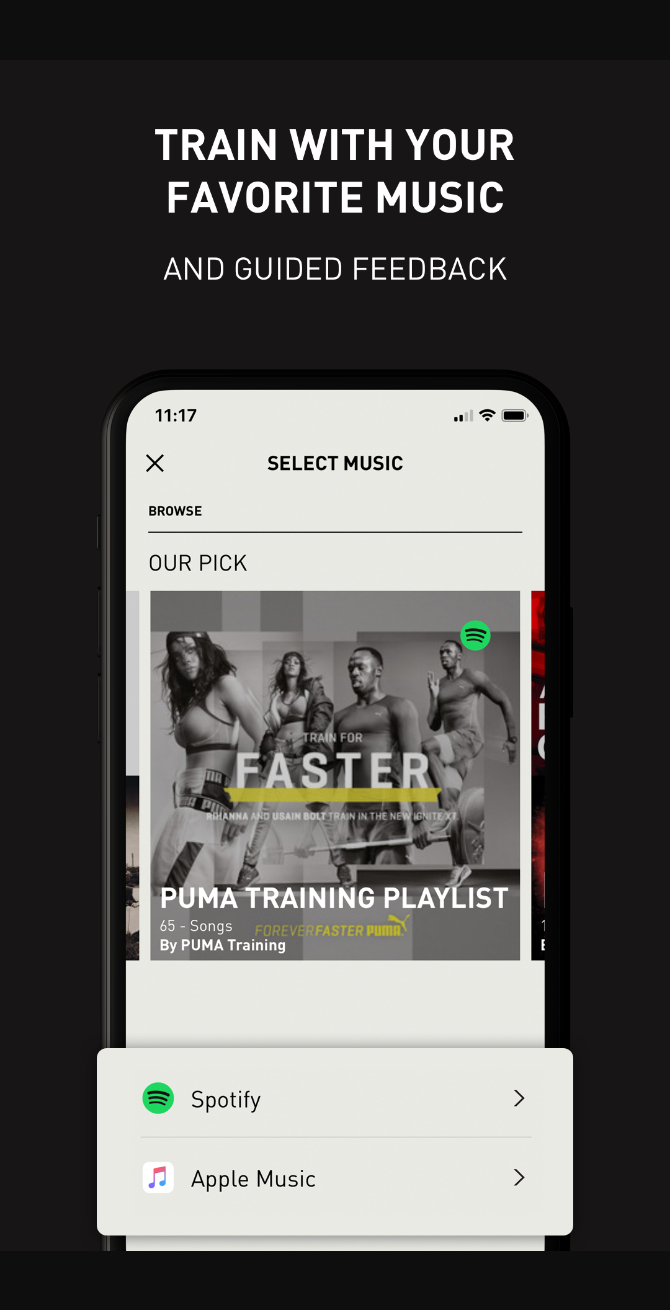 TRAIN WITH YOUR
FAVORITE MUSIC
AND GUIDED FEEDBACK
11:17
SELECT MUSIC
BROWSE
OUR PICK
TRAIN FOR
FASTER
RIHANNA AND USAIN BOLT TRAIN IN THE NEW IGNITE XT.
PUMA TRAINING PLAYLIST
65 - Songs
FOREVER FASTER PUMA
By PUMA Training
Spotify
Apple Music